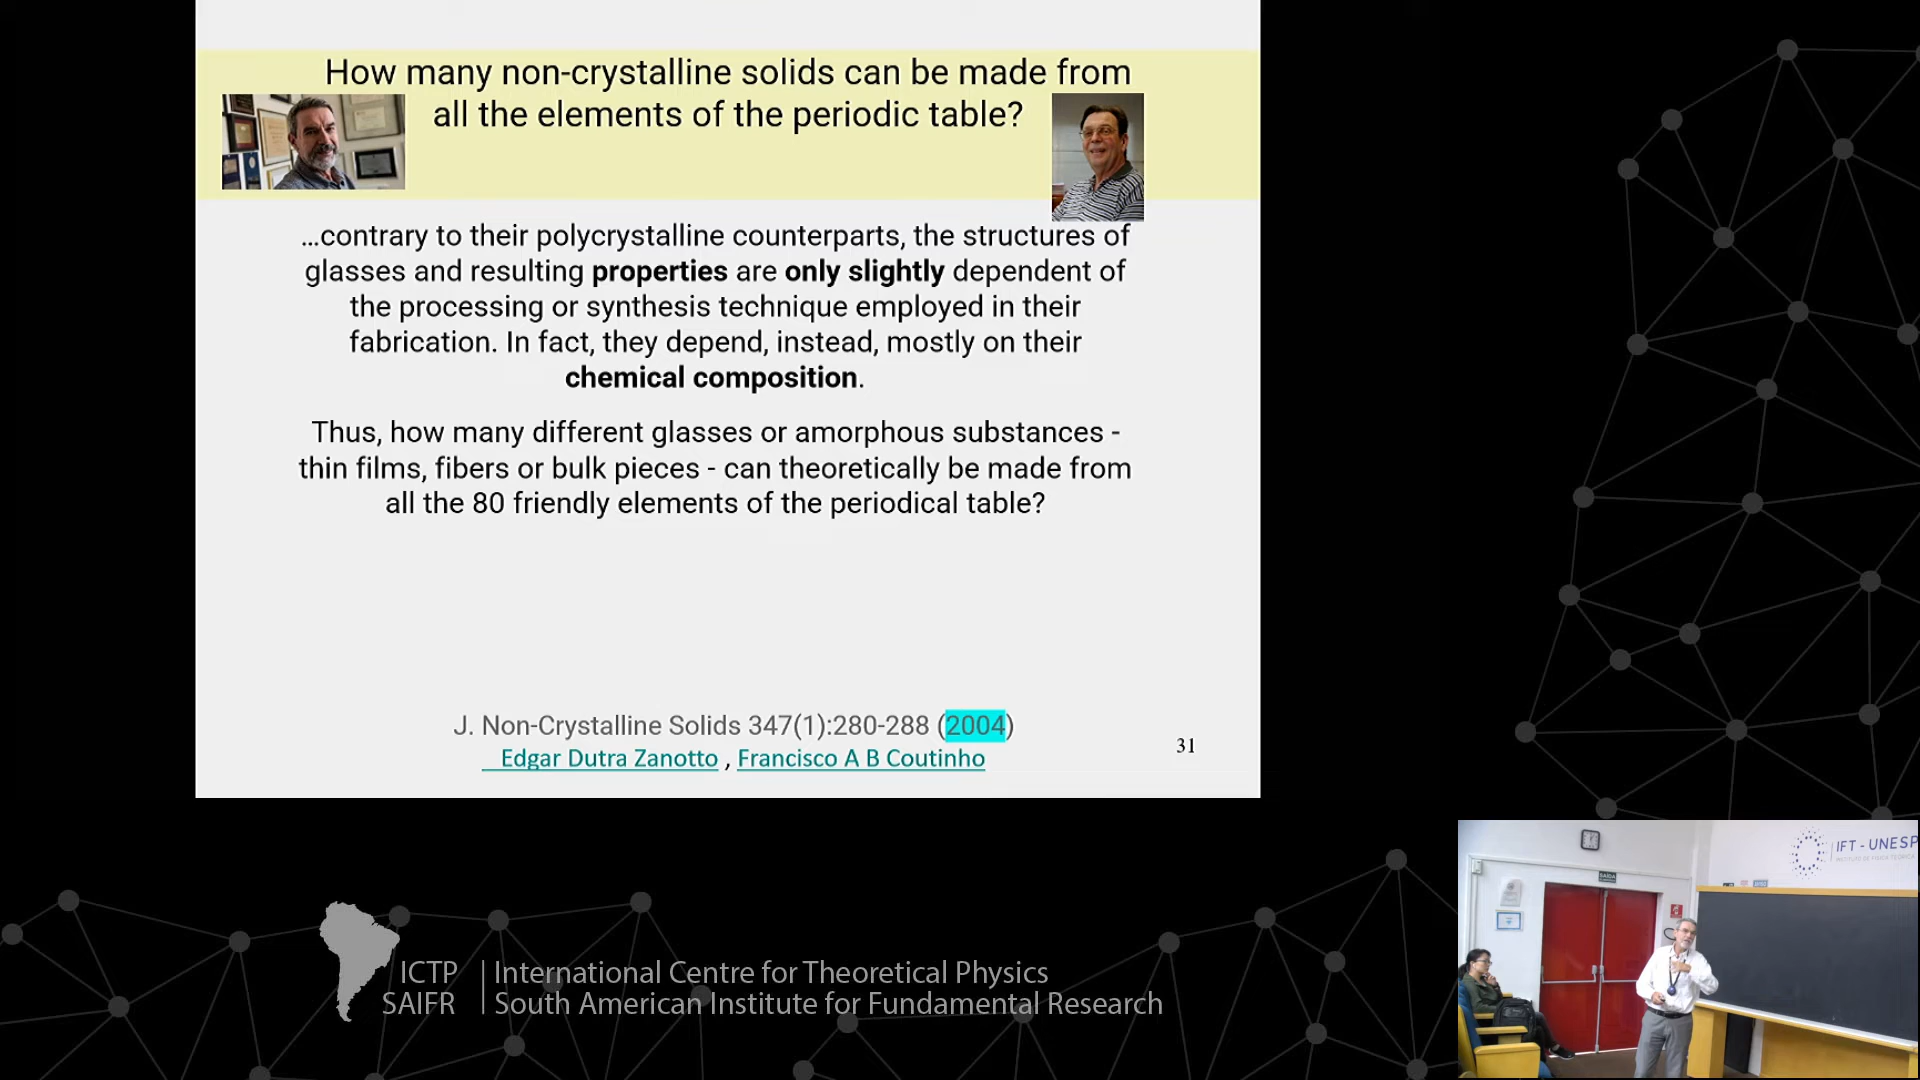 How many non-crystalline solids can be made from
all the elements of the periodic table?
...contrary to their polycrystalline counterparts, the structures of
glasses and resulting properties are only slightly dependent of
the processing or synthesis technique employed in their
fabrication. In fact, they depend, instead, mostly on their
chemical composition.
Thus, how many different glasses or amorphous substances -
thin films, fibers or bulk pieces - can theoretically be made from
all the 80 friendly elements of the periodical table?
J. Non-Crystalline Solids 347(1):280-288 (2004)
Edgar Dutra Zanotto , Francisco A B Coutinho
31
IFT - UNESP
SAÍDA
ICTP
SAIFR
International Centre for Theoretical Physics
South American Institute for Fundamental Research